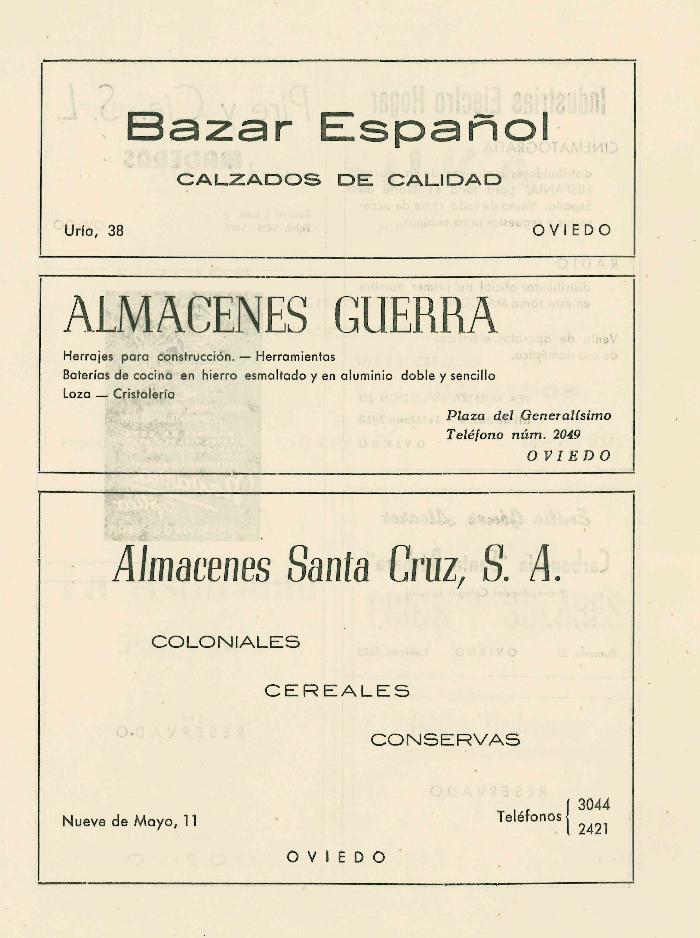 Bazar Español
CALZADOS DE CALIDAD
Uría, 38 OVIEDO
ALMACENES GUERRA
Herrajes para construcción. — Herramientas
Baterías de cocina en hierro esmaltado y en aluminio doble y sencillo
Loza — Cristalería
Plaza del Generalísimo
Teléfono núm. 2049
OVIEDO
Almacenes Santa Cruz, S. A.
COLONIALES
CEREALES
CONSERVAS
Nueve de Mayo, 11 Teléfonos { 3044
2421
OVIEDO